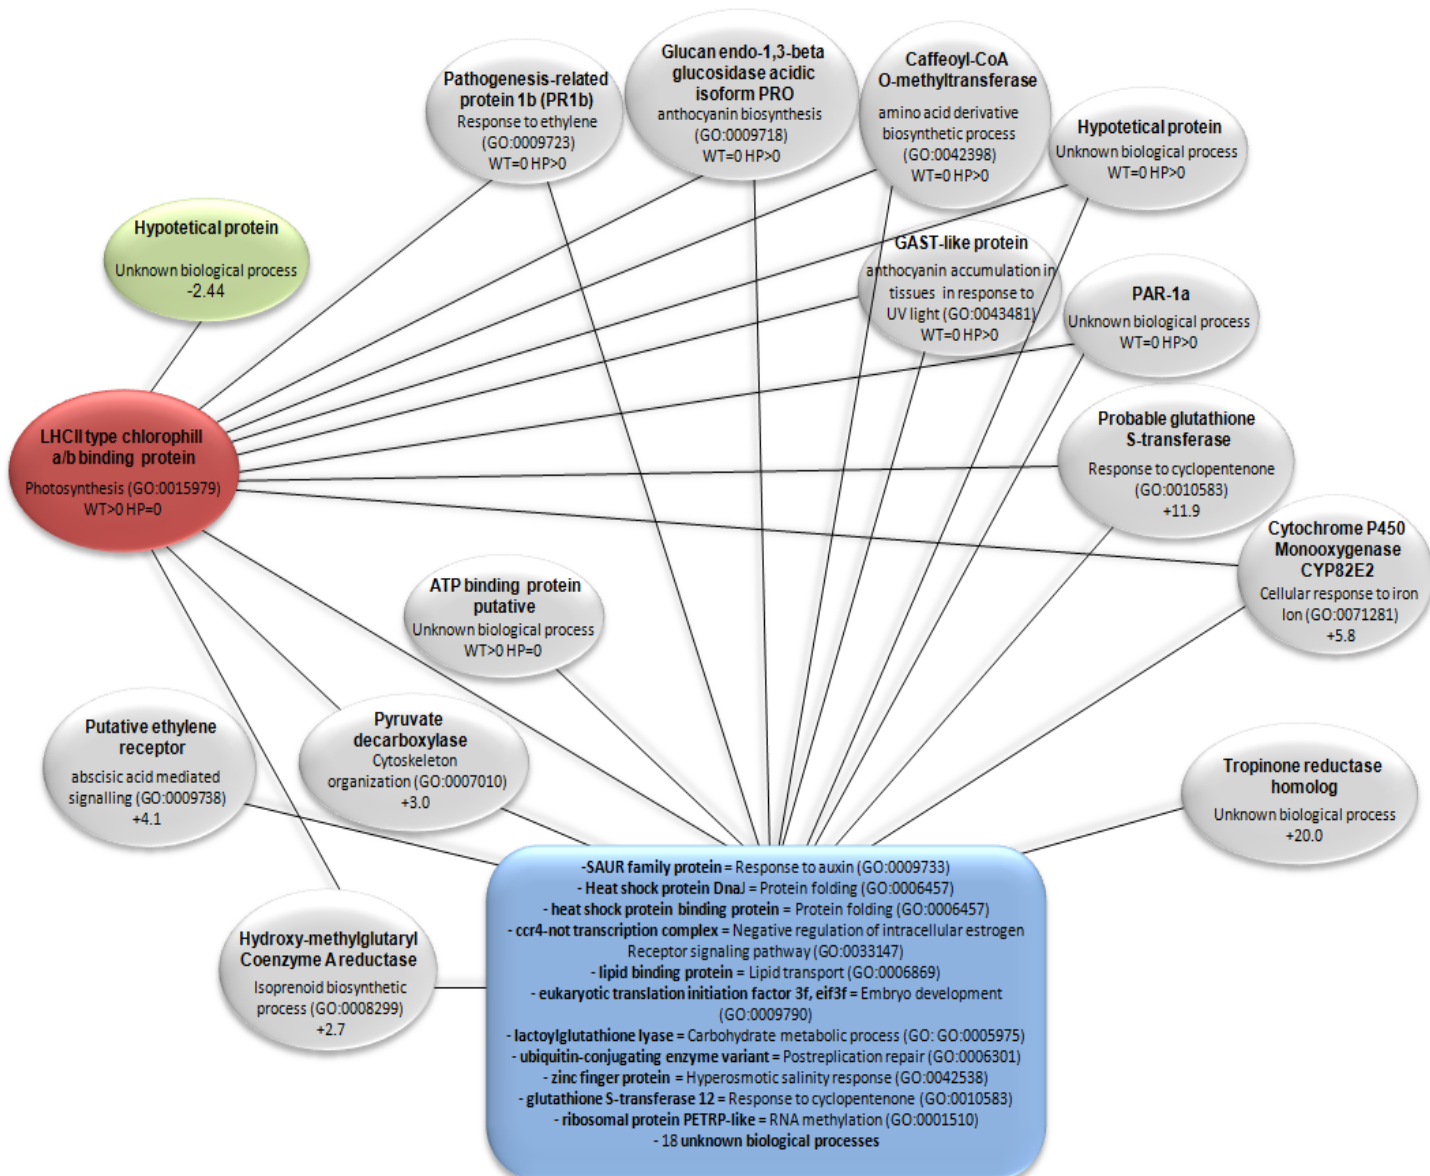 Pathogenesis-related
protein 1b (PR1b)
Response to ethylene
(GO:0009723)
WT=0 HP>0
Glucan endo-1,3-beta
glucosidase acidic
isoform PRO
anthocyanin biosynthesis
(GO:0009718)
WT=0 HP>0
Caffeoyl-CoA
O-methyltransferase
amino acid derivative
biosynthetic process
(GO:0042398)
WT=0 HP>0
Hypotetical protein
Unknown biological process
WT=0 HP>0
Hypotetical protein
Unknown biological process
-2.44
GAST-like protein
anthocyanin accumulation in
tissues in response to
UV light (GO:0043481)
WT=0 HP>0
PAR-1a
Unknown biological process
WT=0 HP>0
LHCII type chlorophill
a/b binding protein
Photosynthesis (GO:0015979)
WT>0 HP=0
Probable glutathione
S-transferase
Response to cyclopentenone
(GO:0010583)
+11.9
Cytochrome P450
Monooxygenase
CYP82E2
Cellular response to iron
Ion (GO:0071281)
+5.8
ATP binding protein
putative
Unknown biological process
WT>0 HP=0
Putative ethylene
receptor
abscisic acid mediated
signalling (GO:0009738)
+4.1
Pyruvate
decarboxylase
Cytoskeleton
organization (GO:0007010)
+3.0
Tropinone reductase
homolog
Unknown biological process
+20.0
Hydroxy-methylglutaryl
Coenzyme A reductase
Isoprenoid biosynthetic
process (GO:0008299)
+2.7
-SAUR family protein = Response to auxin (GO:0009733)
- Heat shock protein DnaJ = Protein folding (GO:0006457)
- heat shock protein binding protein = Protein folding (GO:0006457)
- ccr4-not transcription complex = Negative regulation of intracellular estrogen
Receptor signaling pathway (GO:0033147)
- lipid binding protein = Lipid transport (GO:0006869)
- eukaryotic translation initiation factor 3f, eif3f = Embryo development
(GO:0009790)
- lactoylglutathione lyase = Carbohydrate metabolic process (GO: GO:0005975)
- ubiquitin-conjugating enzyme variant = Postreplication repair (GO:0006301)
- zinc finger protein = Hyperosmotic salinity response (GO:0042538)
- glutathione S-transferase 12 = Response to cyclopentenone (GO:0010583)
- ribosomal protein PETRP-like = RNA methylation (GO:0001510)
- 18 unknown biological processes